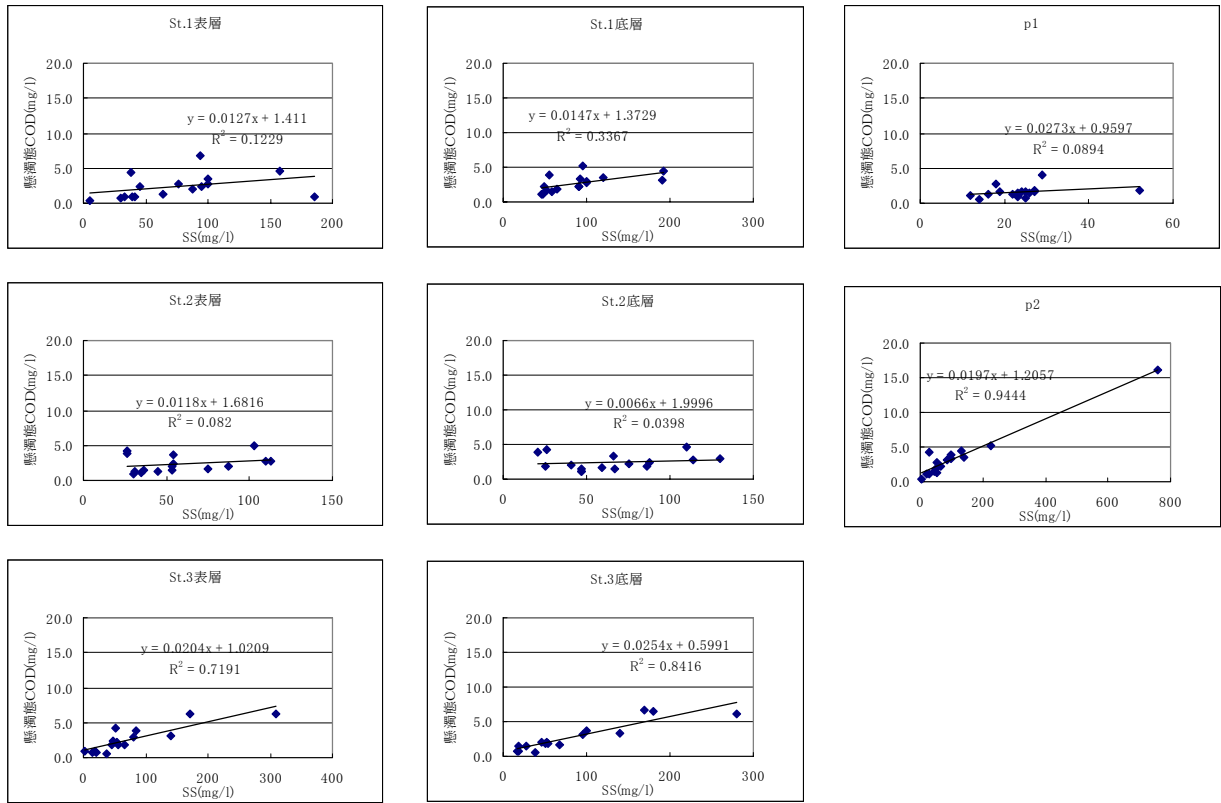 St.1表層
20.0
15.0
10.0
5.0
0.0
懸濁態COD(mg/l)
y = 0.0127x + 1.411
R² = 0.1229
0 50 100 150 200
SS(mg/l)
St.1底層
20.0
15.0
10.0
5.0
0.0
懸濁態COD(mg/l)
y = 0.0147x + 1.3729
R² = 0.3367
0 100 200 300
SS(mg/l)
p1
20.0
15.0
10.0
5.0
0.0
懸濁態COD(mg/l)
y = 0.0273x + 0.9597
R² = 0.0894
0 20 40 60
SS(mg/l)
St.2表層
20.0
15.0
10.0
5.0
0.0
懸濁態COD(mg/l)
y = 0.0118x + 1.6816
R² = 0.082
0 50 100 150
SS(mg/l)
St.2底層
20.0
15.0
10.0
5.0
0.0
懸濁態COD(mg/l)
y = 0.0066x + 1.9996
R² = 0.0398
0 50 100 150
SS(mg/l)
p2
20.0
15.0
10.0
5.0
0.0
懸濁態COD(mg/l)
y = 0.0197x + 1.2057
R² = 0.9444
0 200 400 600 800
SS(mg/l)
St.3表層
20.0
15.0
10.0
5.0
0.0
懸濁態COD(mg/l)
y = 0.0204x + 1.0209
R² = 0.7191
0 100 200 300 400
SS(mg/l)
St.3底層
20.0
15.0
10.0
5.0
0.0
懸濁態COD(mg/l)
y = 0.0254x + 0.5991
R² = 0.8416
0 100 200 300
SS(mg/l)